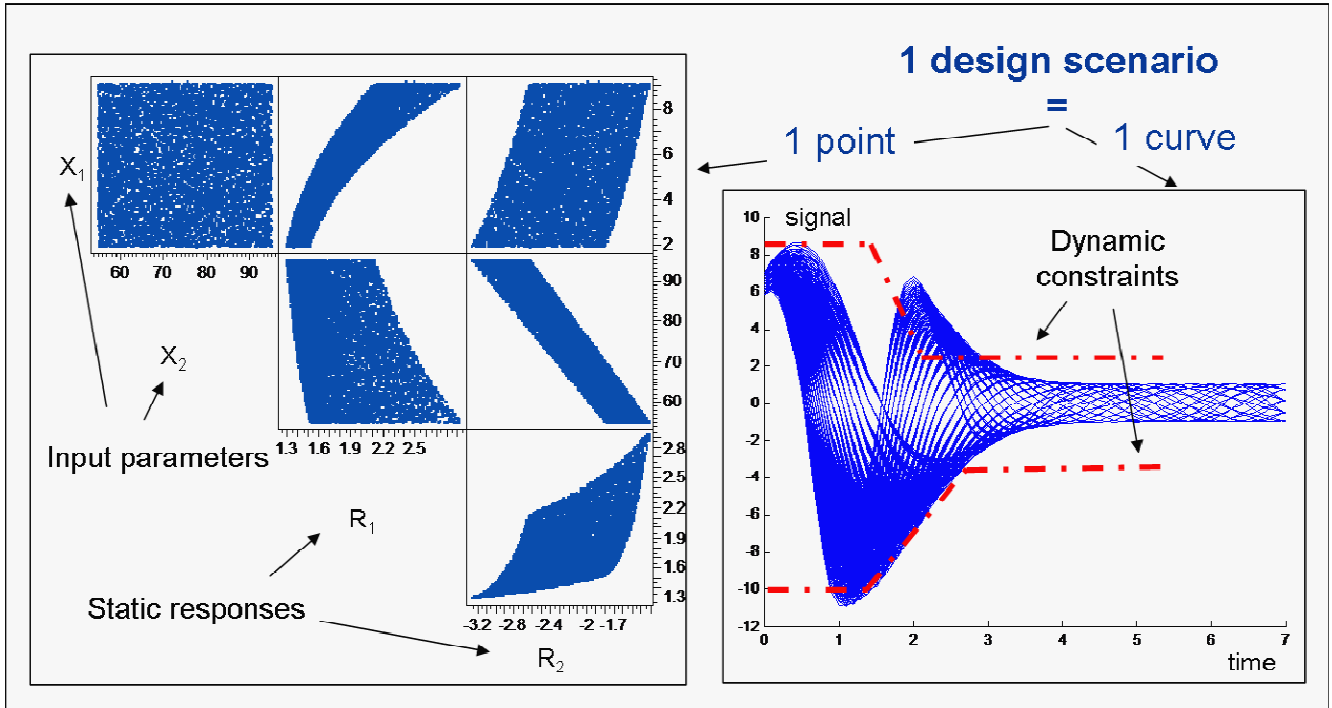 1 design scenario
=
1 point
1 curve
X1
8
6
4
2
60 70 80 90
X2
90
80
70
60
1.3 1.6 1.9 2.2 2.5
Input parameters
R1
2.8
2.5
2.2
1.9
1.6
1.3
Static responses
-3.2 -2.8 -2.4 -2 -1.7
R2
signal
Dynamic
constraints
10
8
6
4
2
0
-2
-4
-6
-8
-10
-12
0 1 2 3 4 5 6 7
time